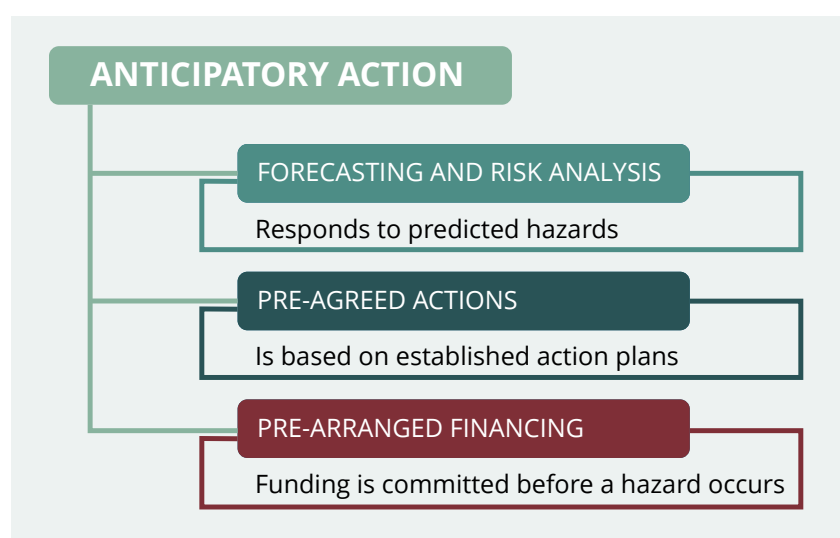 ANTICIPATORY ACTION
FORECASTING AND RISK ANALYSIS
Responds to predicted hazards
PRE-AGREED ACTIONS
Is based on established action plans
PRE-ARRANGED FINANCING
Funding is committed before a hazard occurs